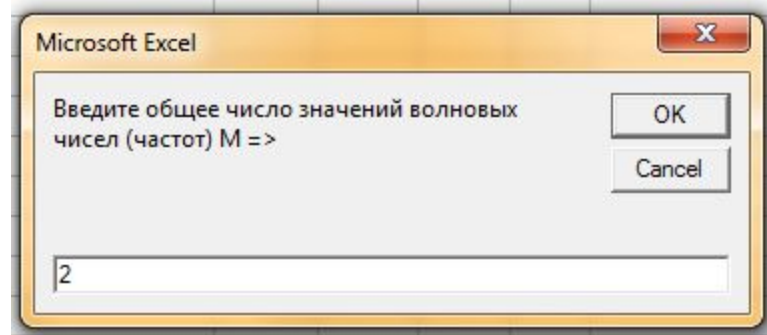 Microsoft Excel
Введите общее число значений волновых
чисел (частот) M =>
OK
Cancel
2